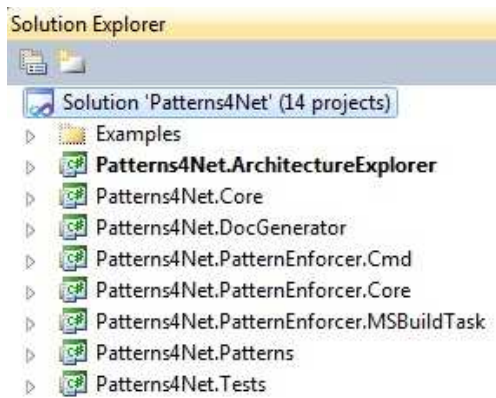 Solution Explorer
Solution 'Patterns4Net' (14 projects)
Examples
Patterns4Net.ArchitectureExplorer
Patterns4Net.Core
Patterns4Net.DocGenerator
Patterns4Net.PatternEnforcer.Cmd
Patterns4Net.PatternEnforcer.Core
Patterns4Net.PatternEnforcer.MSBuildTask
Patterns4Net.Patterns
Patterns4Net.Tests